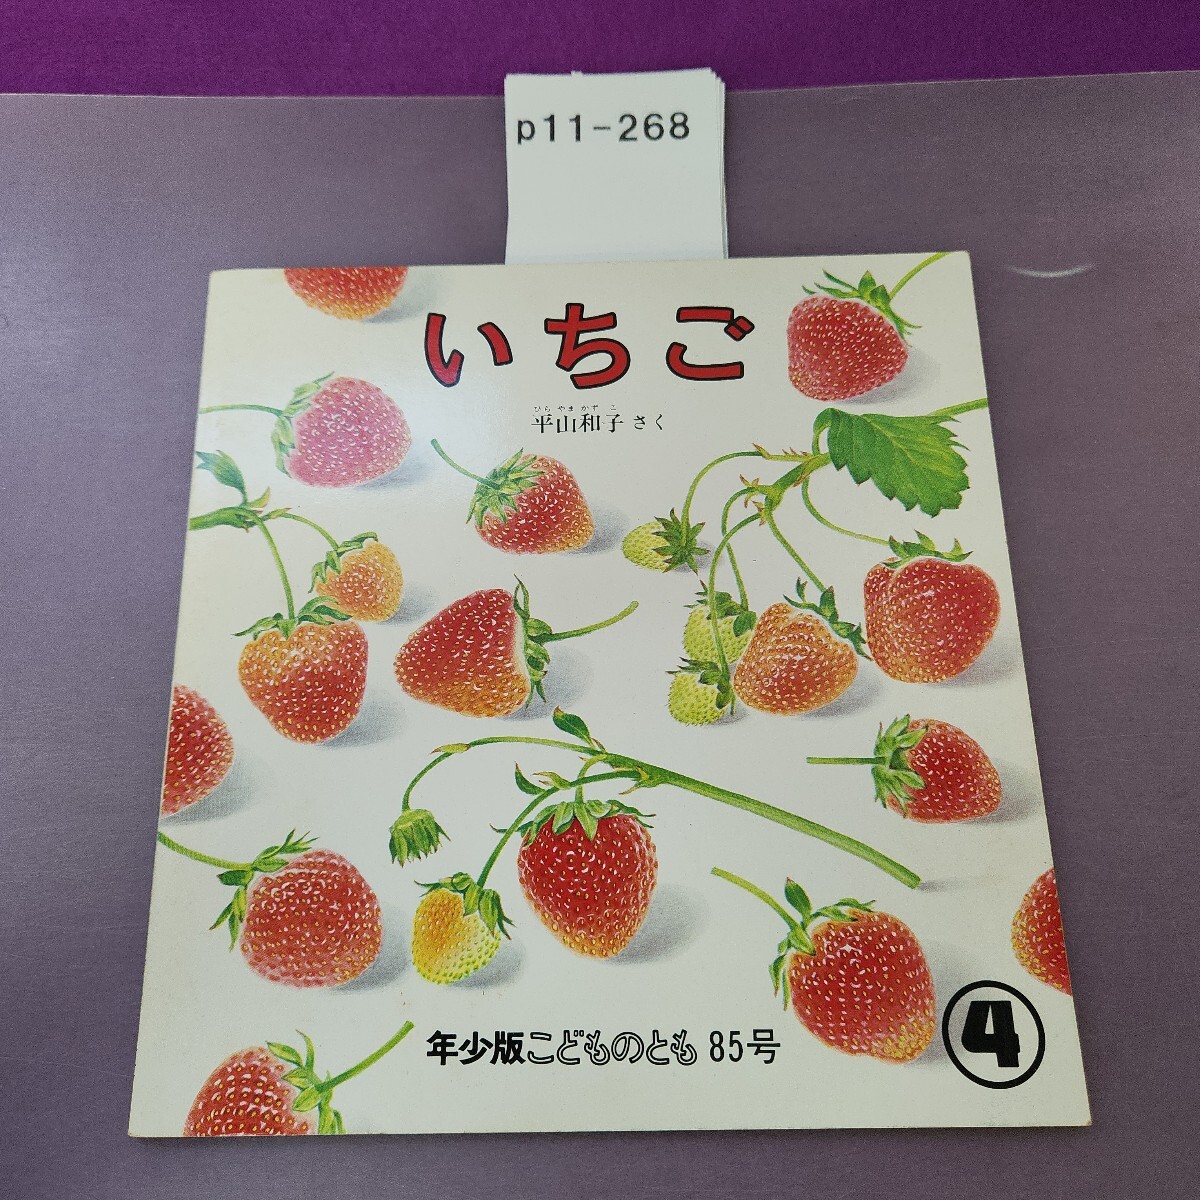 p11-268
いちご
ひら やま かず こ
平山和子 さく
年少版こどものとも 85号
4